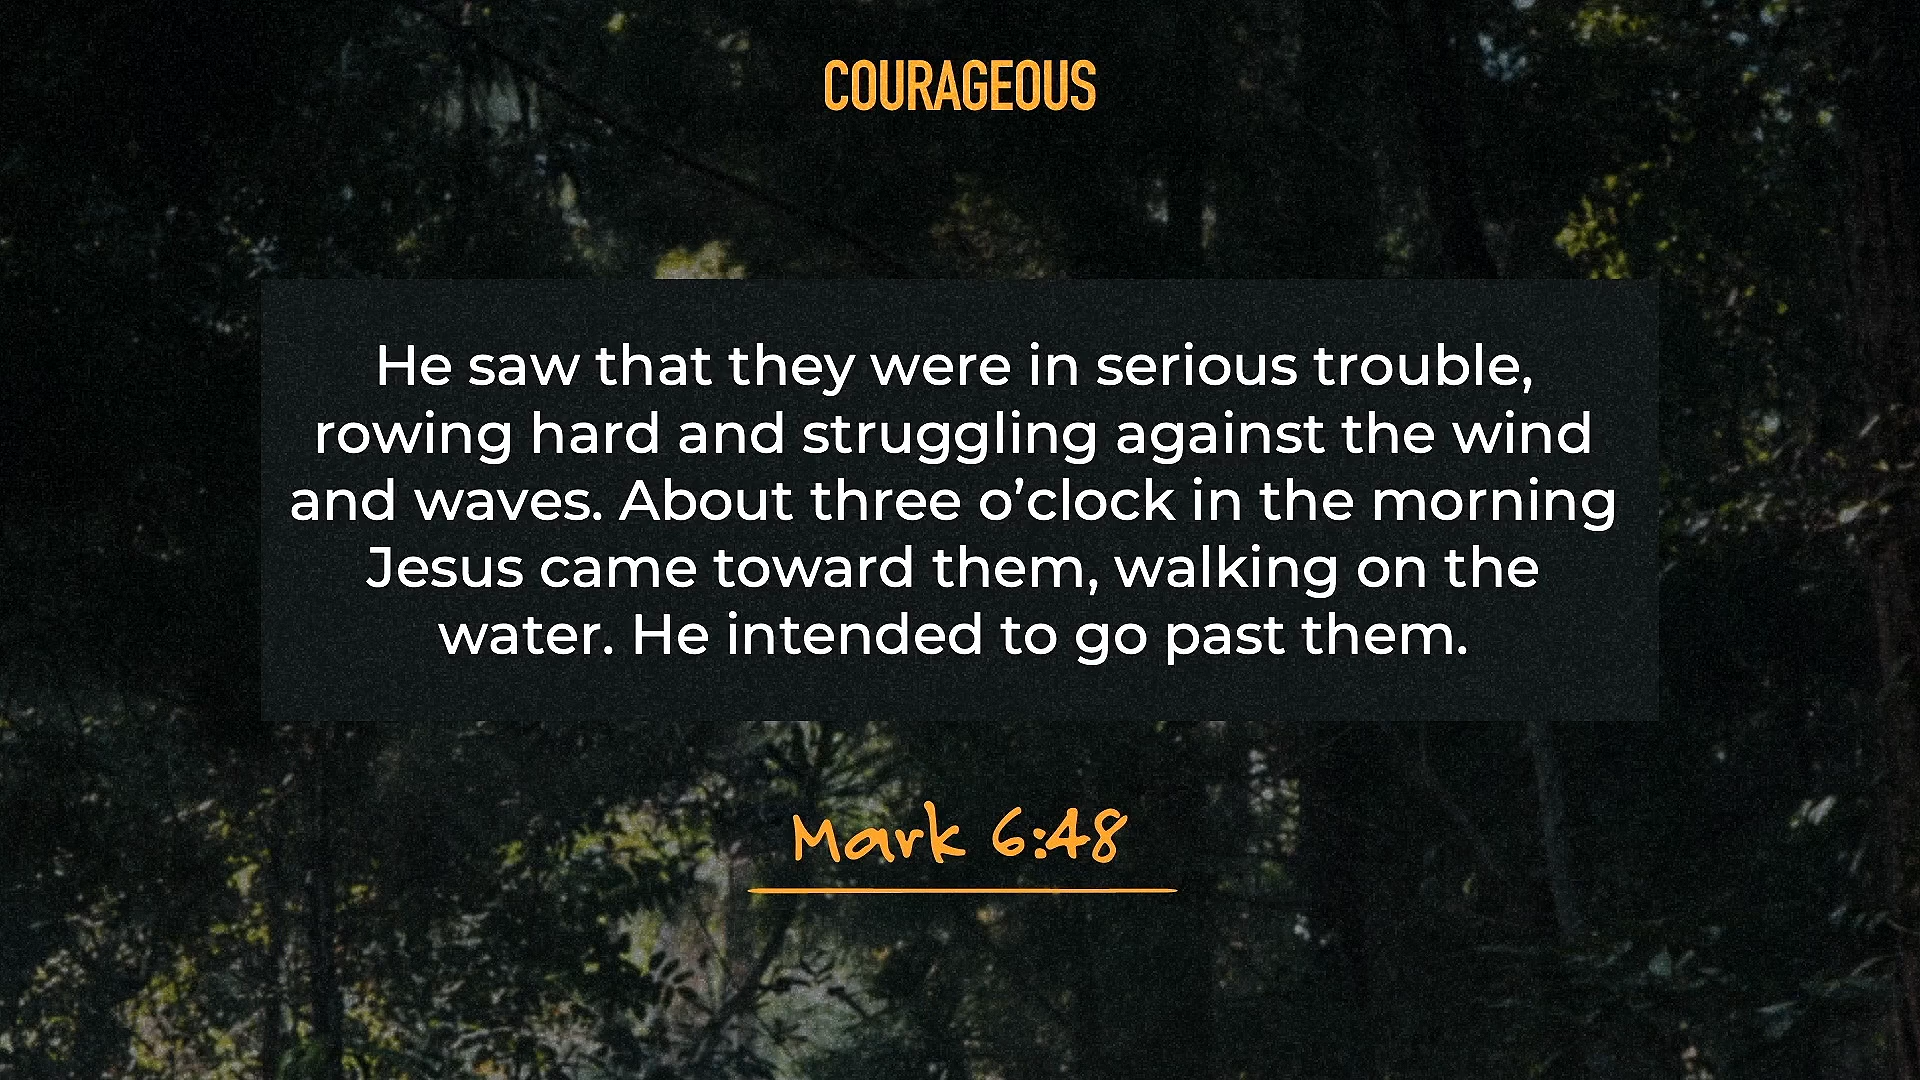 COURAGEOUS
He saw that they were in serious trouble,
rowing hard and struggling against the wind
and waves. About three o’clock in the morning
Jesus came toward them, walking on the
water. He intended to go past them.
Mark 6:48